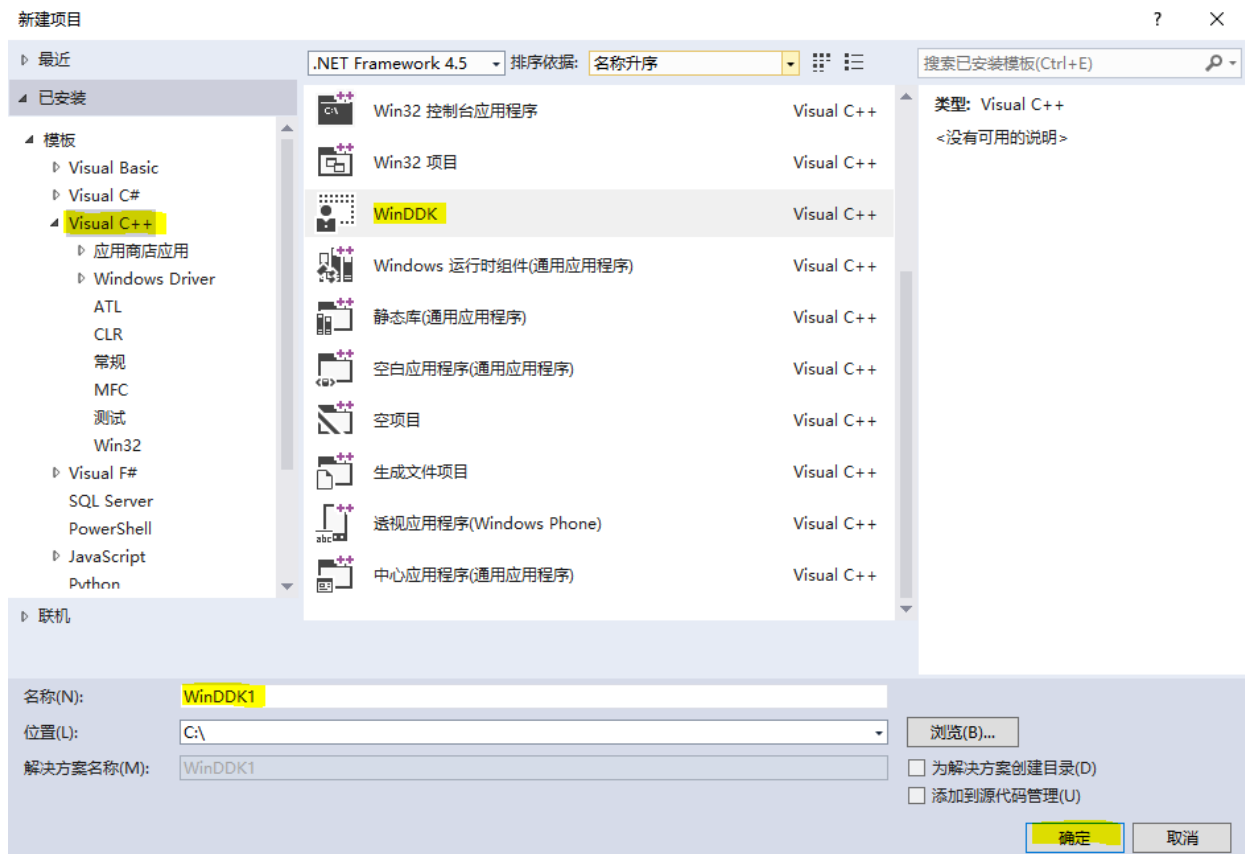 新建项目
?
最近
.NET Framework 4.5 排序依据: 名称升序
搜索已安装模板(Ctrl+E)
已安装
模板
Visual Basic
Visual C#
Visual C++
应用商店应用
Windows Driver
ATL
CLR
常规
MFC
测试
Win32
Visual F#
SQL Server
PowerShell
JavaScript
Python
联机
Win32 控制台应用程序 Visual C++
Win32 项目 Visual C++
WinDDK Visual C++
Windows 运行时组件(通用应用程序) Visual C++
静态库(通用应用程序) Visual C++
空白应用程序(通用应用程序) Visual C++
空项目 Visual C++
生成文件项目 Visual C++
透视应用程序(Windows Phone) Visual C++
中心应用程序(通用应用程序) Visual C++
类型: Visual C++
<没有可用的说明>
名称(N): WinDDK1
位置(L): C:\ 浏览(B)...
解决方案名称(M): WinDDK1
为解决方案创建目录(D)
添加到源代码管理(U)
确定 取消